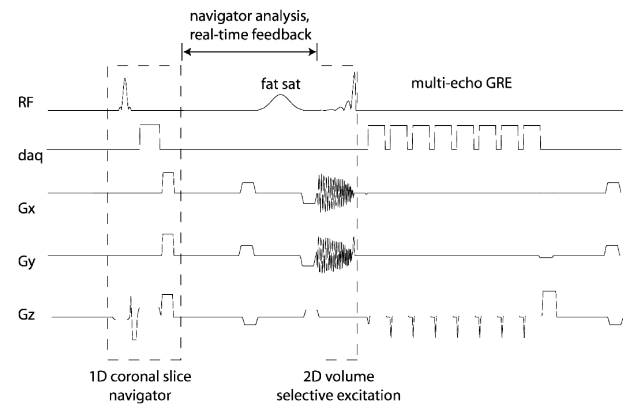 navigator analysis,
real-time feedback
RF
fat sat
multi-echo GRE
daq
Gx
Gy
Gz
1D coronal slice
navigator
2D volume
selective excitation